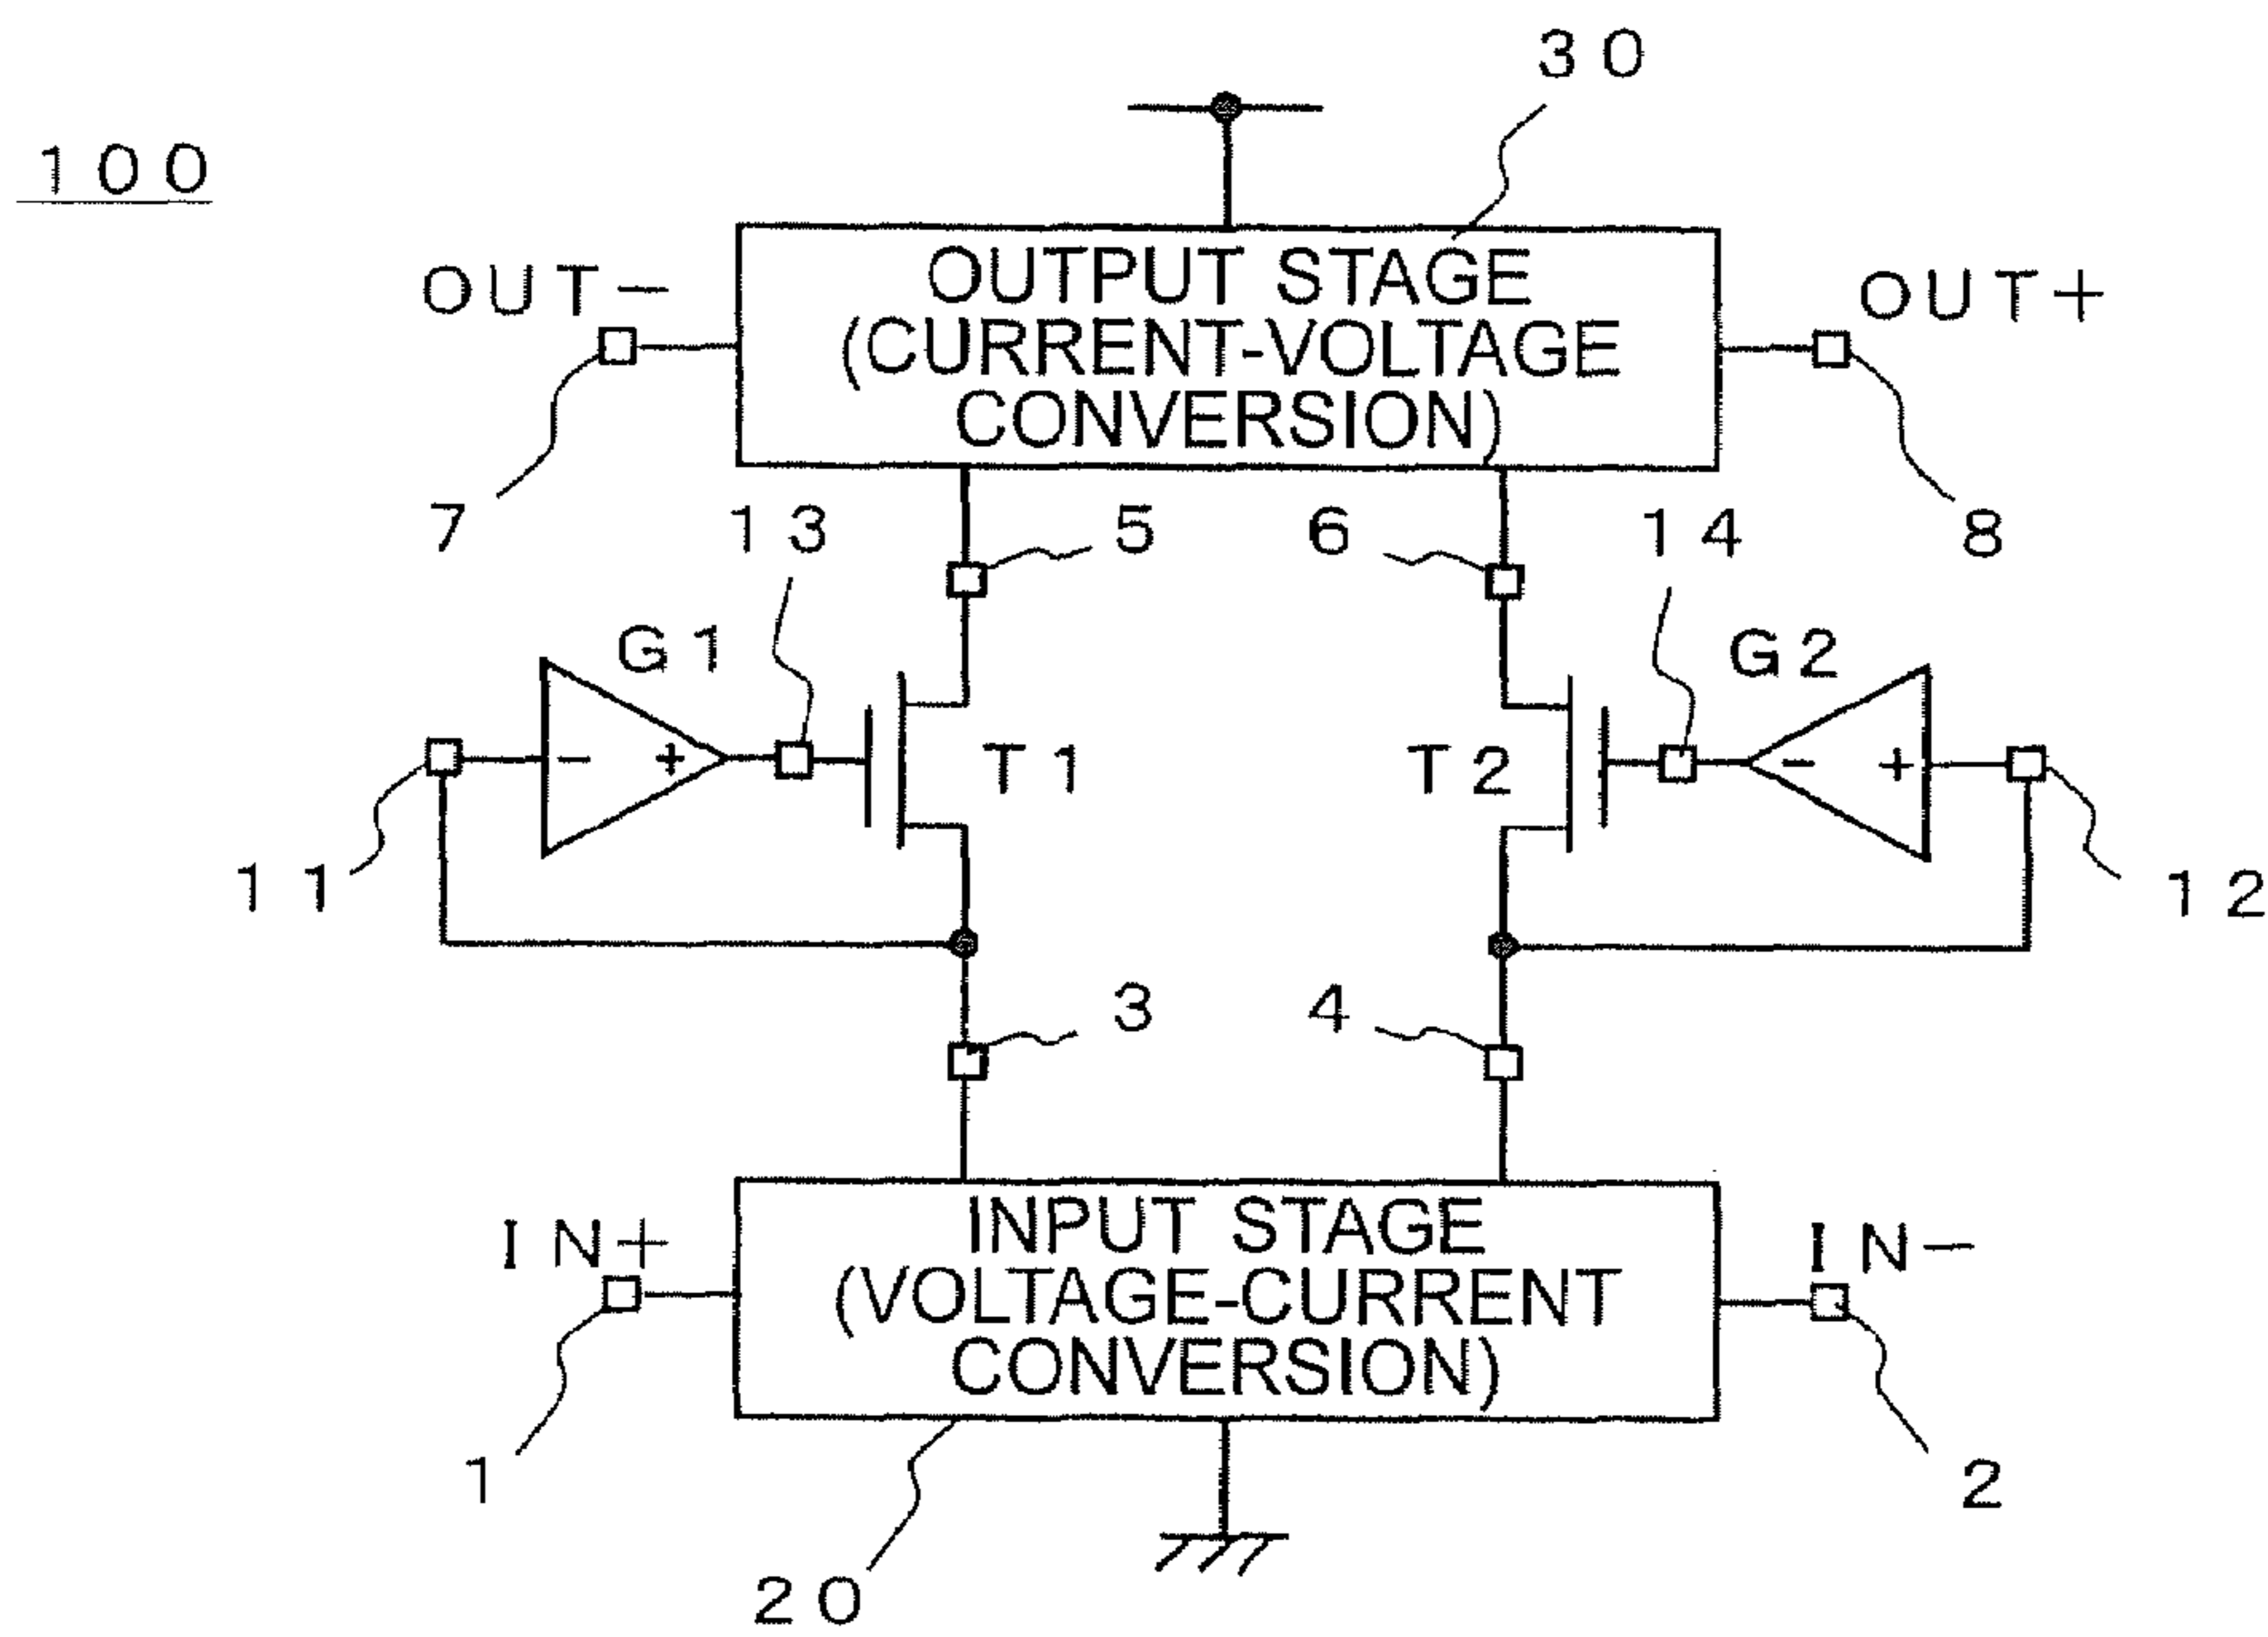 30
100
OUTPUT STAGE
(CURRENT-VOLTAGE
CONVERSION)
OUT-
OUT+
7
13
5
6
14
8
G1
G2
- +
T1
T2
- +
11
12
3
4
INPUT STAGE
(VOLTAGE-CURRENT
CONVERSION)
IN+
IN-
1
2
20